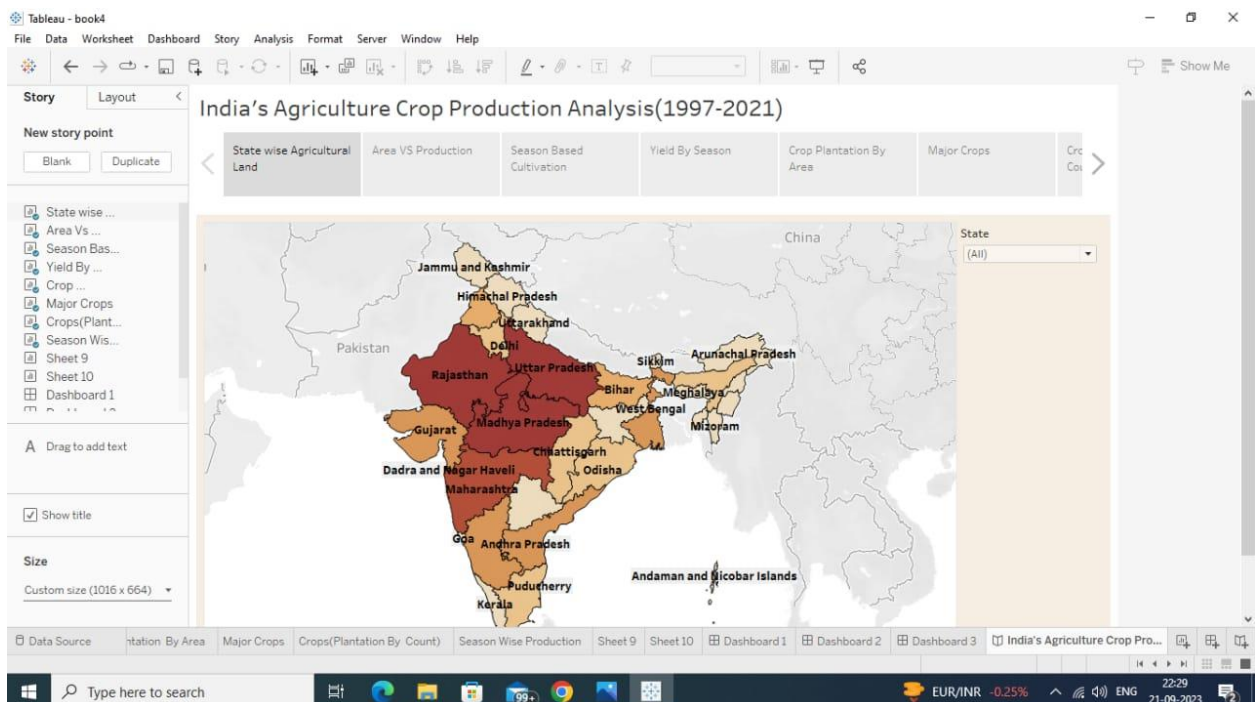 Tableau - book4
File Data Worksheet Dashboard Story Analysis Format Server Window Help
Show Me
Story Layout
New story point
Blank Duplicate
State wise ...
Area Vs ...
Season Bas...
Yield By ...
Crop ...
Major Crops
Crops(Plant...
Season Wis...
Sheet 9
Sheet 10
Dashboard 1
A Drag to add text
Show title
Size
Custom size (1016 x 664)
India's Agriculture Crop Production Analysis(1997-2021)
State wise Agricultural
Land
Area VS Production
Season Based
Cultivation
Yield By Season
Crop Plantation By
Area
Major Crops
State
(All)
China
Jammu and Kashmir
Himachal Pradesh
Uttarakhand
Pakistan
Delhi
Sikkim
Arunachal Pradesh
Rajasthan
Uttar Pradesh
Bihar
Meghalaya
West Bengal
Gujarat
Madhya Pradesh
Mizoram
Chhattisgarh
Dadra and Nagar Haveli
Odisha
Maharashtra
Goa
Andhra Pradesh
Andaman and Nicobar Islands
Puducherry
Kerala
Data Source ntation By Area Major Crops Crops(Plantation By Count) Season Wise Production Sheet 9 Sheet 10 Dashboard 1 Dashboard 2 Dashboard 3 India's Agriculture Crop Pro...
Type here to search
99+
EUR/INR -0.25%
ENG
22:29
21-09-2023
2